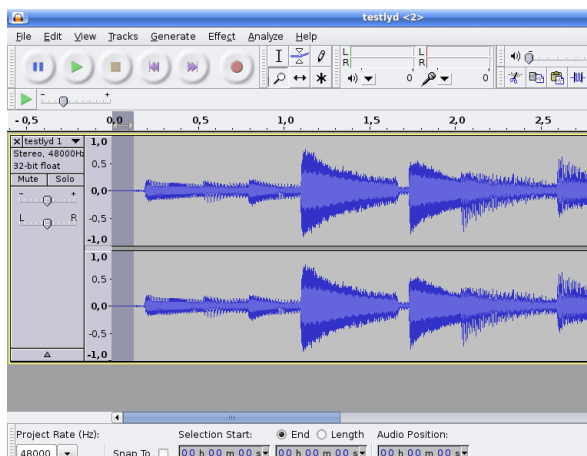 testlyd <2>
File Edit View Tracks Generate Effect Analyze Help
L L
R R
0 0
- 0,5 0,0 0,5 1,0 1,5 2,0 2,5
testlyd 1
Stereo, 48000Hz
32-bit float
Mute Solo
- +
L R
1,0
0,5
0,0
-0,5
-1,0
1,0
0,5
0,0
-0,5
-1,0
Project Rate (Hz): Selection Start: End Length Audio Position:
48000 Snap To 00 h 00 m 00 s 00 h 00 m 00 s 00 h 00 m 00 s